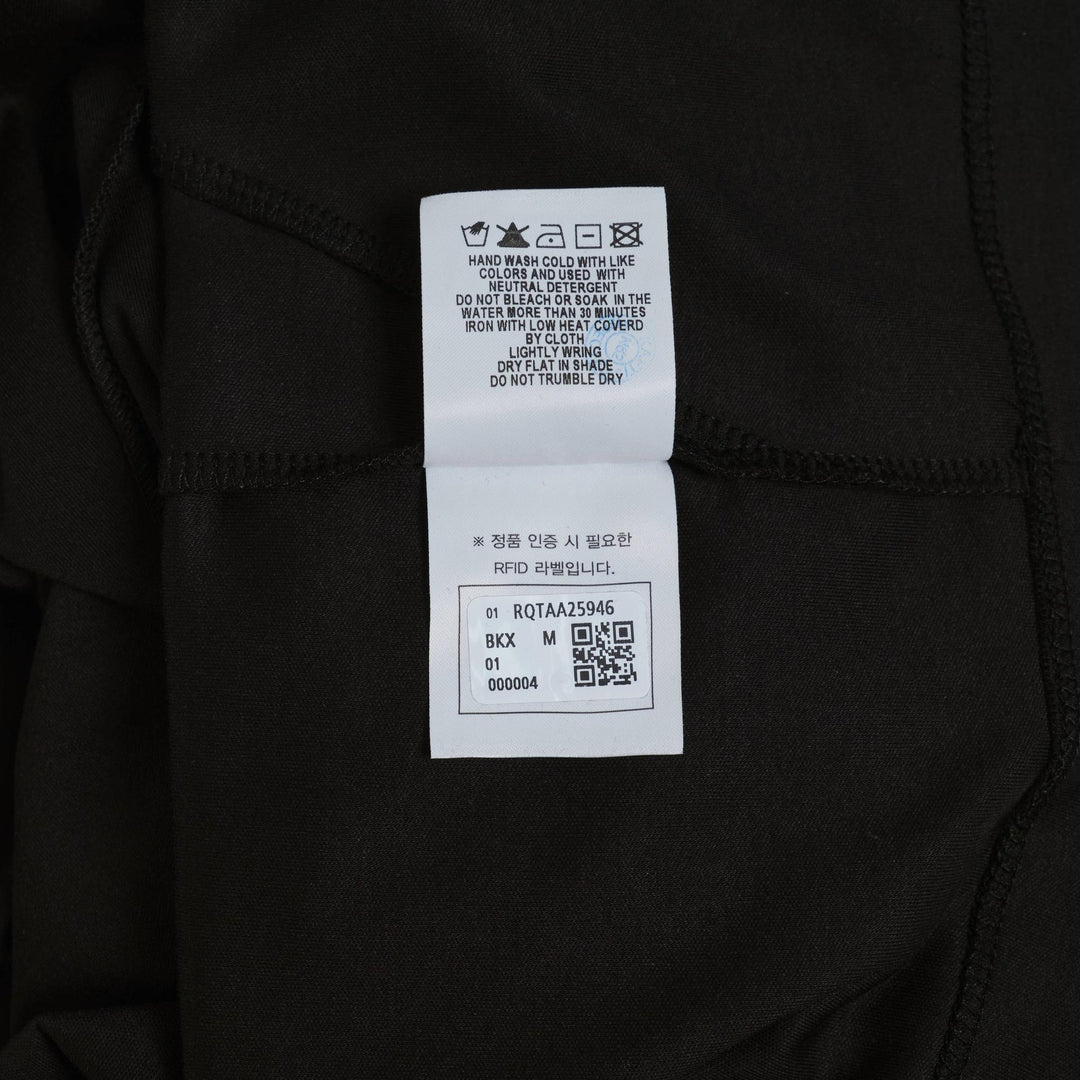 HAND WASH COLD WITH LIKE
COLORS AND USED WITH
NEUTRAL DETERGENT
DO NOT BLEACH OR SOAK IN THE
WATER MORE THAN 30 MINUTES
IRON WITH LOW HEAT COVERD
BY CLOTH
LIGHTLY WRING
DRY FLAT IN SHADE
DO NOT TRUMBLE DRY
※ 정품 인증 시 필요한
RFID 라벨입니다.
01 RQTAA25946
BKX M
01
000004